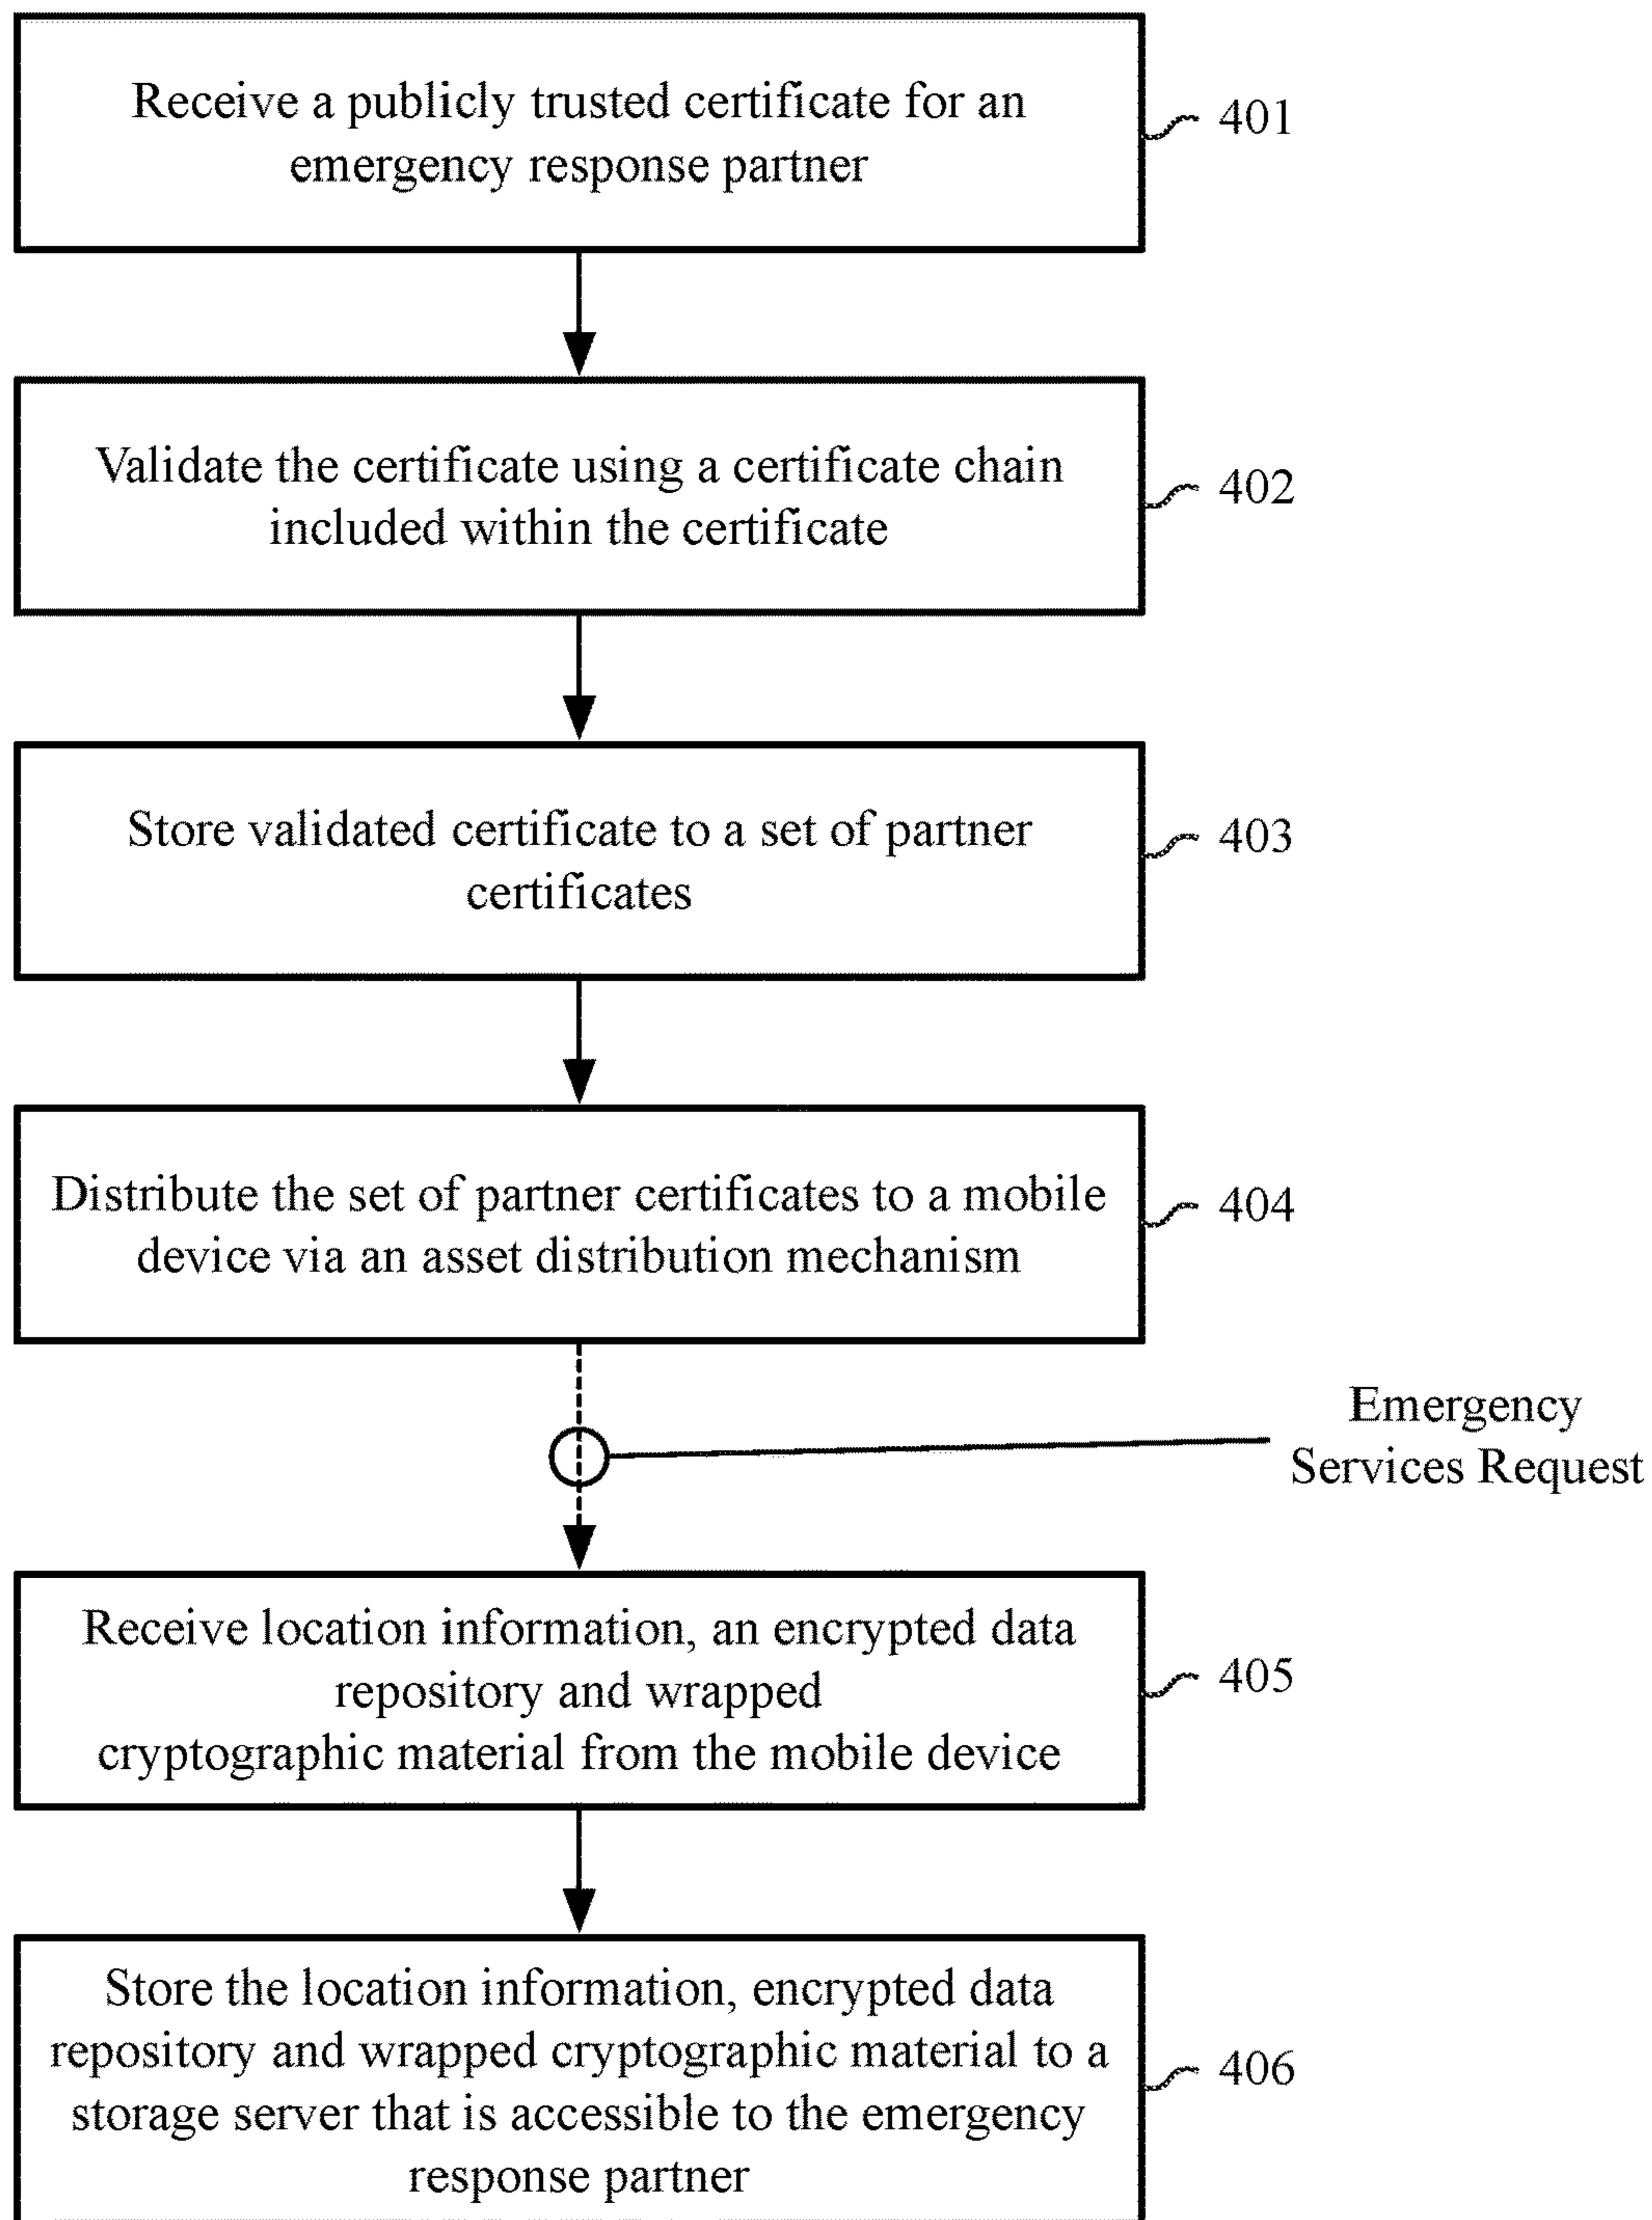 Receive a publicly trusted certificate for an
emergency response partner
401
Validate the certificate using a certificate chain
included within the certificate
402
Store validated certificate to a set of partner
certificates
403
Distribute the set of partner certificates to a mobile
device via an asset distribution mechanism
404
Emergency
Services Request
Receive location information, an encrypted data
repository and wrapped
cryptographic material from the mobile device
405
Store the location information, encrypted data
repository and wrapped cryptographic material to a
storage server that is accessible to the emergency
response partner
406